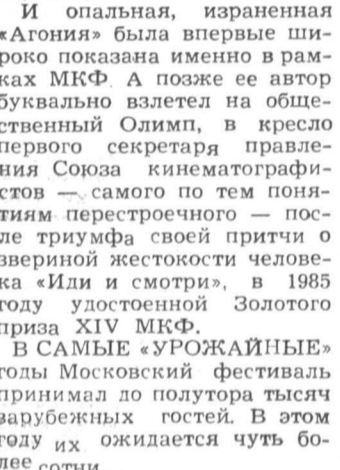 И опальная, израненная
«Агония» была впервые ши-
роко показана именно в рам-
ках МКФ. А позже ее автор
буквально взлетел на обще-
ственный Олимп, в кресло
первого секретаря правле-
ния Союза кинематографи-
стов — самого по тем поня-
тиям перестроечного — пос-
ле триумфа своей притчи о
звериной жестокости челове-
ка «Иди и смотри», в 1985
году удостоенной Золотого
приза XIV МКФ.
В САМЫЕ «УРОЖАЙНЫЕ»
годы Московский фестиваль
принимал до полутора тысяч
зарубежных гостей. В этом
году их ожидается чуть бо-
лее сотни